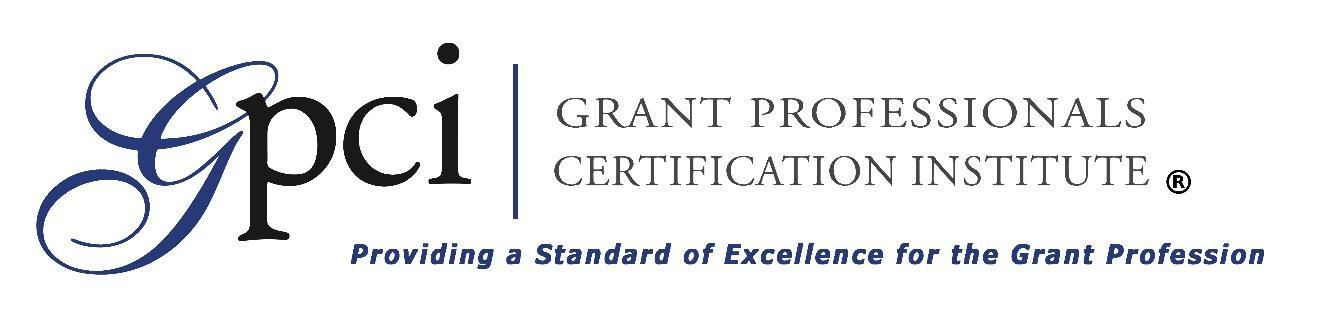 Gpci
GRANT PROFESSIONALS
CERTIFICATION INSTITUTE ®
Providing a Standard of Excellence for the Grant Profession